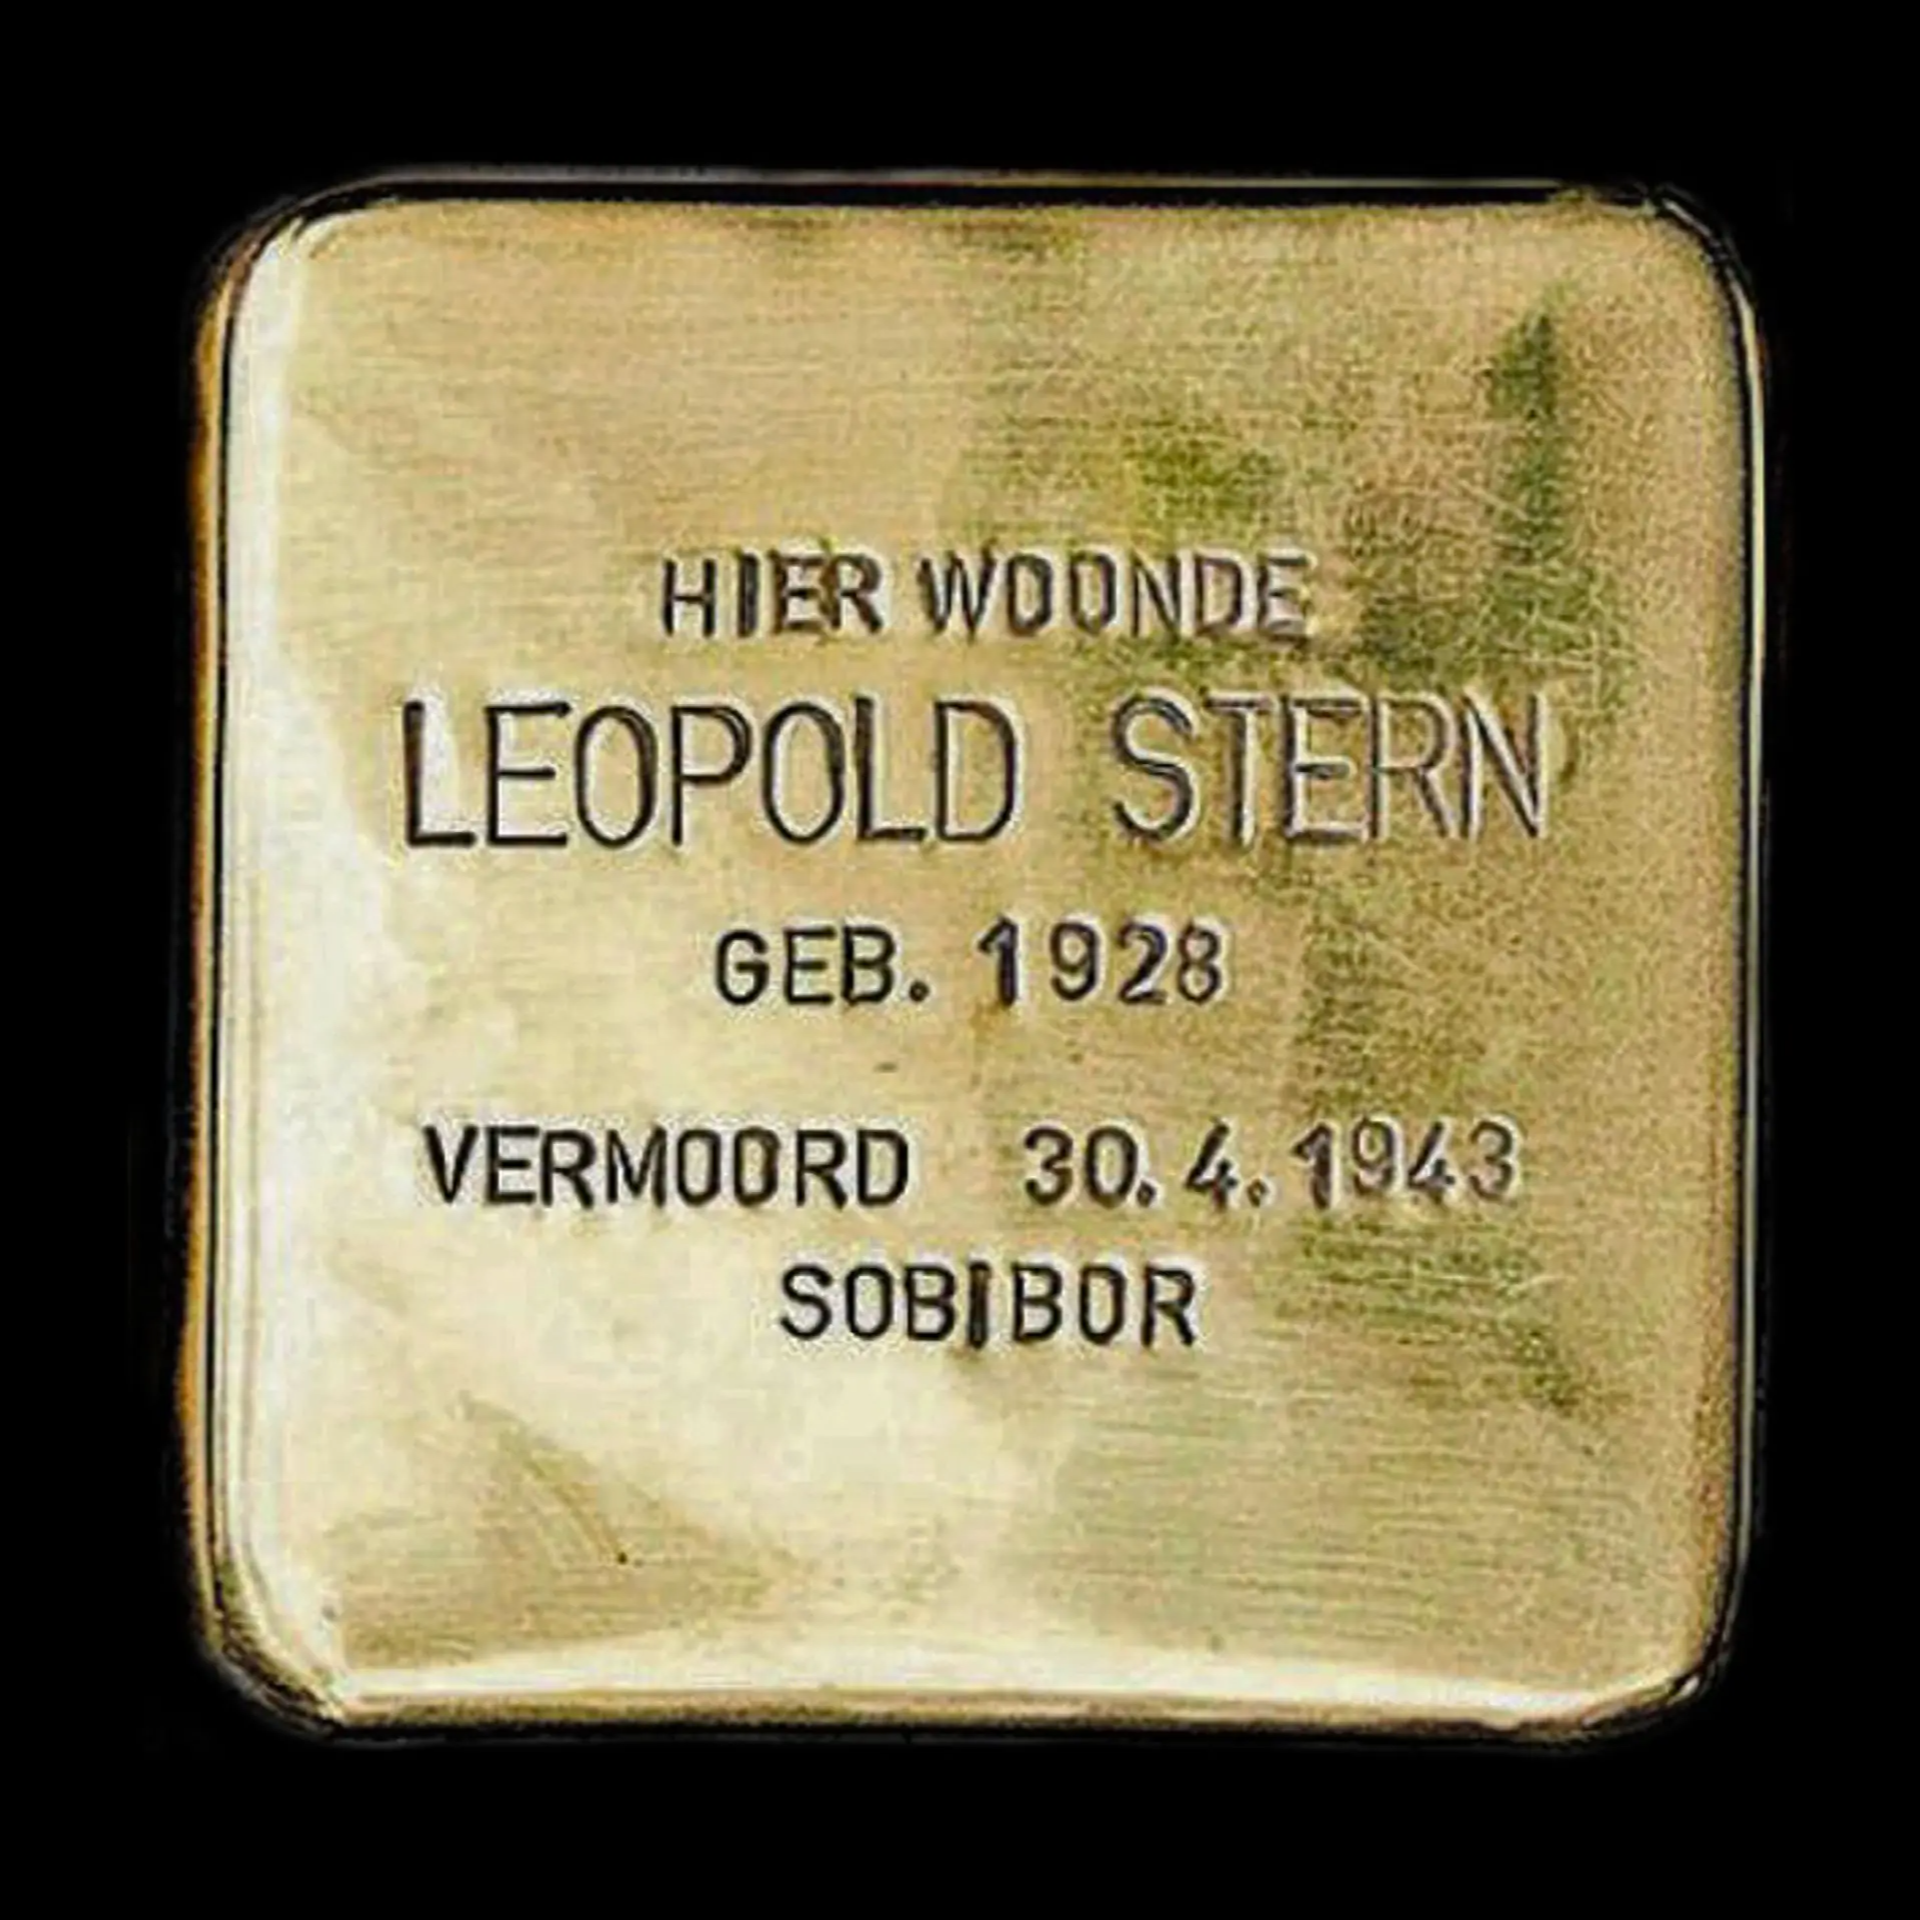 HIER WOONDE
LEOPOLD STERN
GEB. 1928
VERMOORD 30.4.1943
SOBIBOR